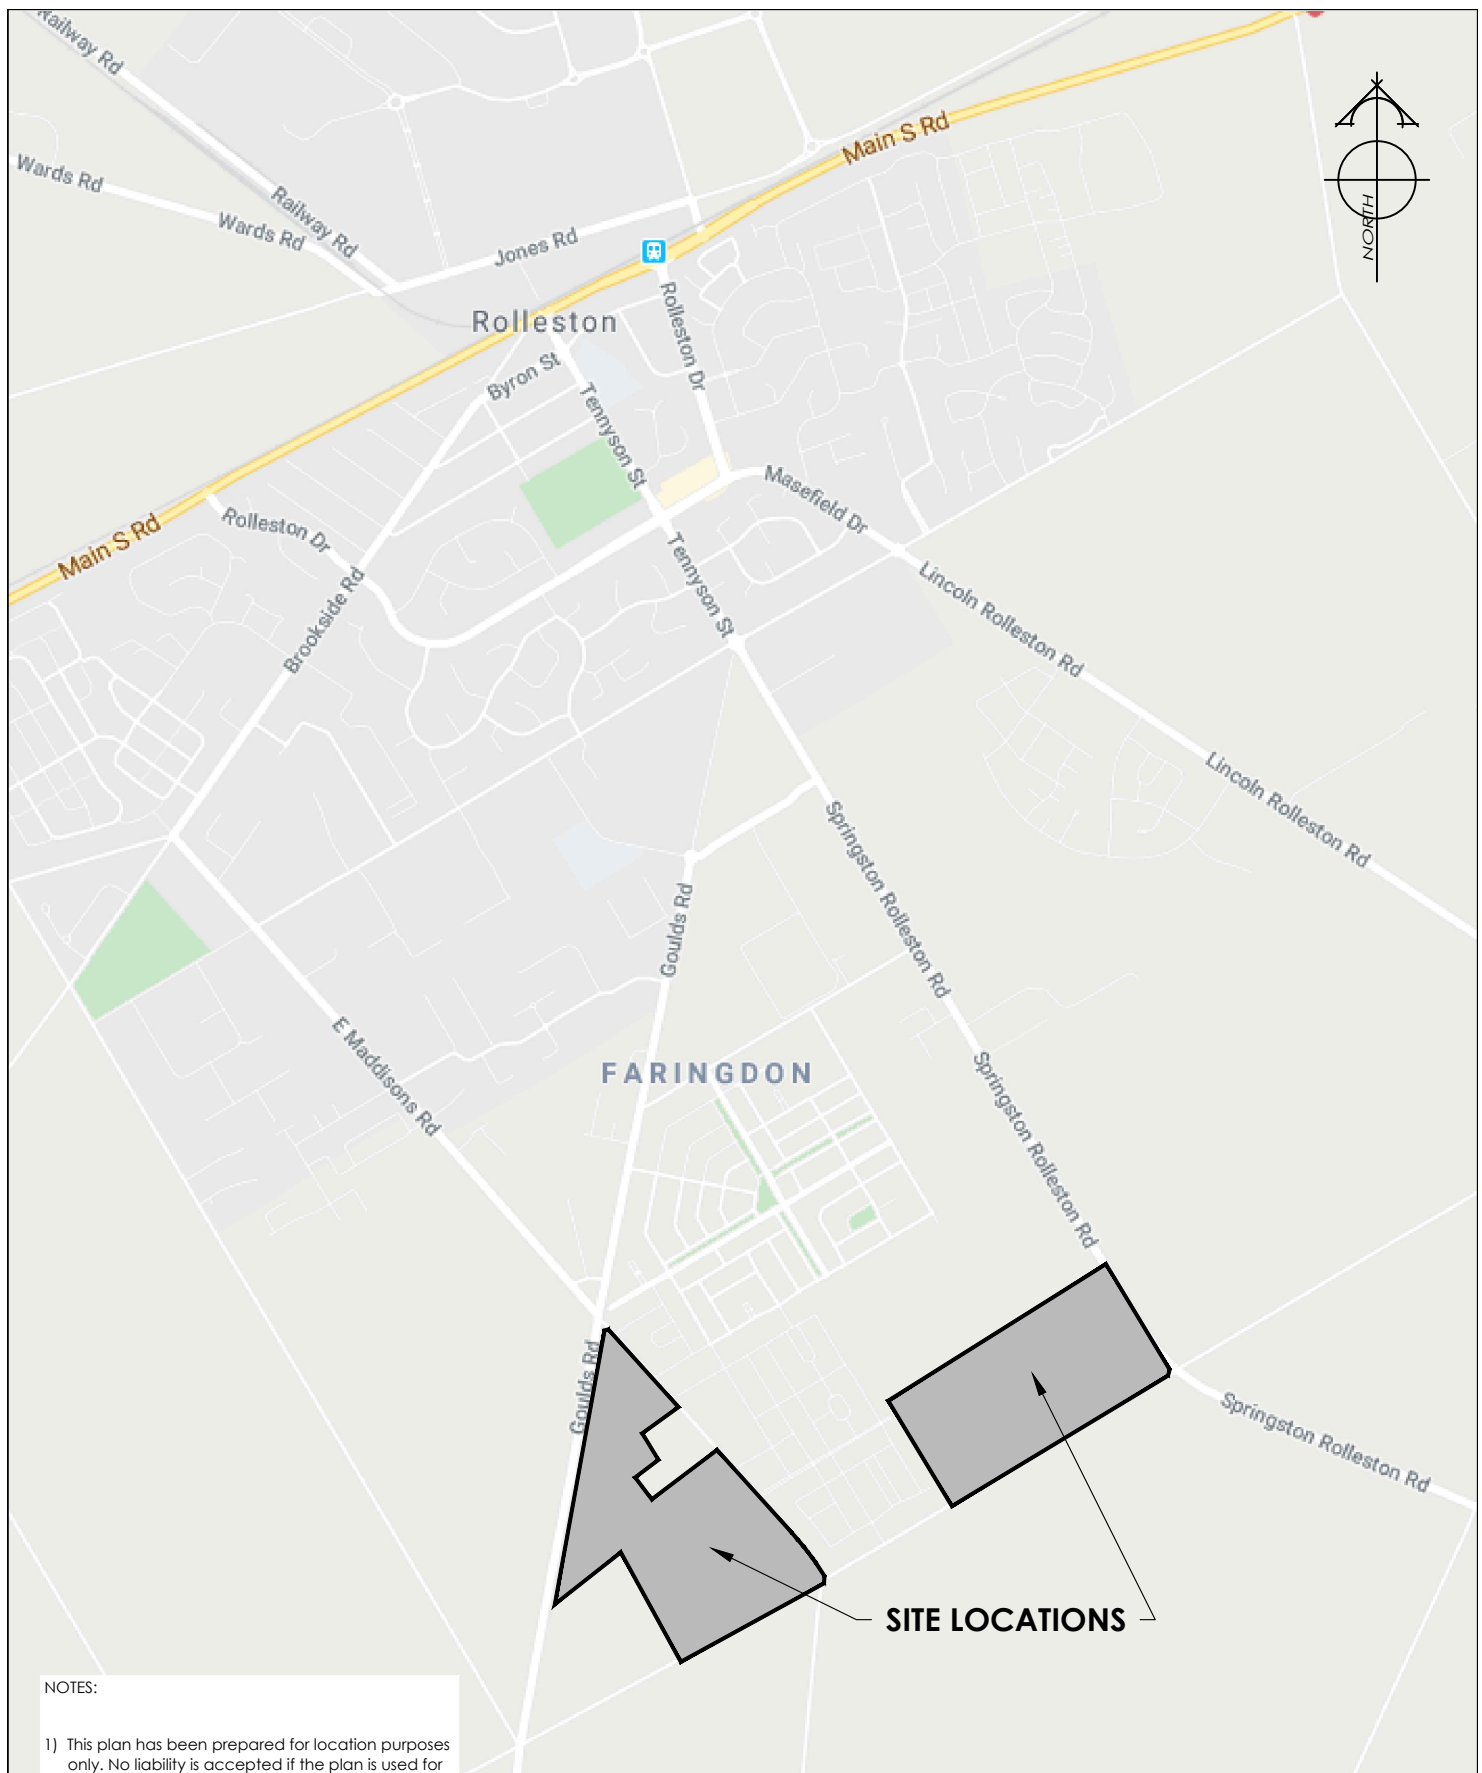 Railway Rd
Main S Rd
Wards Rd
Railway Rd
Wards Rd
Jones Rd
NORTH
Rolleston
Rolleston Dr
Byron St
Tennyson St
Masefield Dr
Rolleston Dr
Main S Rd
Tennyson St
Brookside Rd
Lincoln Rolleston Rd
Lincoln Rolleston Rd
Springston Rolleston Rd
Goulds Rd
E Maddisons Rd
FARINGDON
Springston Rolleston Rd
Goulds Rd
Springston Rolleston Rd
SITE LOCATIONS
NOTES:
1) This plan has been prepared for location purposes
only. No liability is accepted if the plan is used for